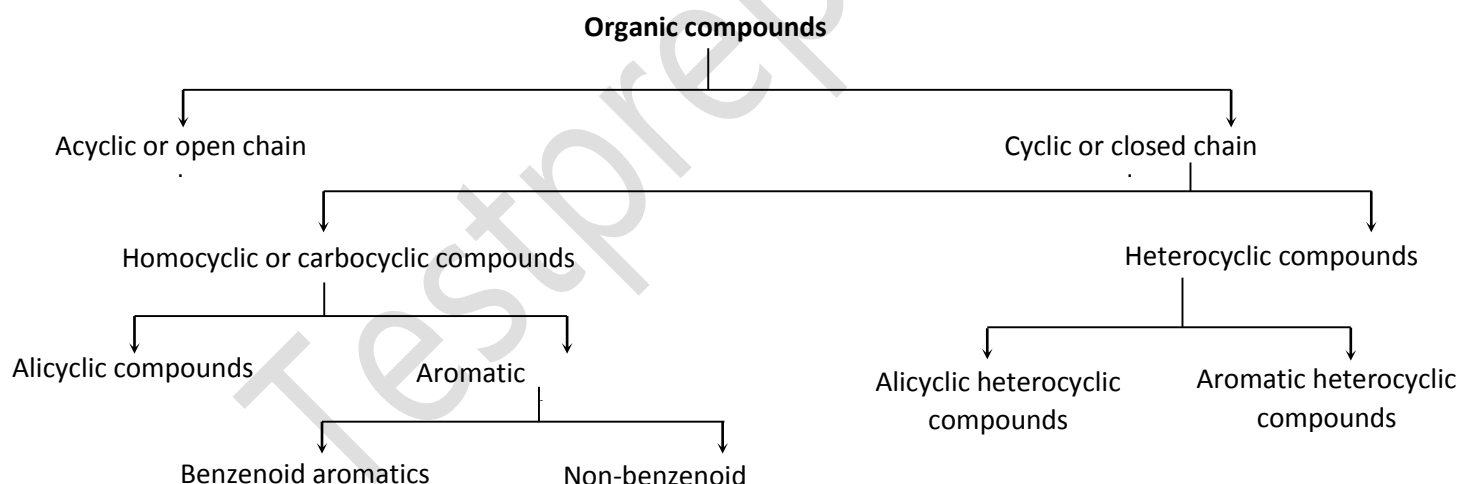 Organic compounds
Acyclic or open chain
Cyclic or closed chain
Homocyclic or carbocyclic compounds
Heterocyclic compounds
Alicyclic compounds
Aromatic
Alicyclic heterocyclic
compounds
Aromatic heterocyclic
compounds
Benzenoid aromatics
Non-benzenoid
Testprep